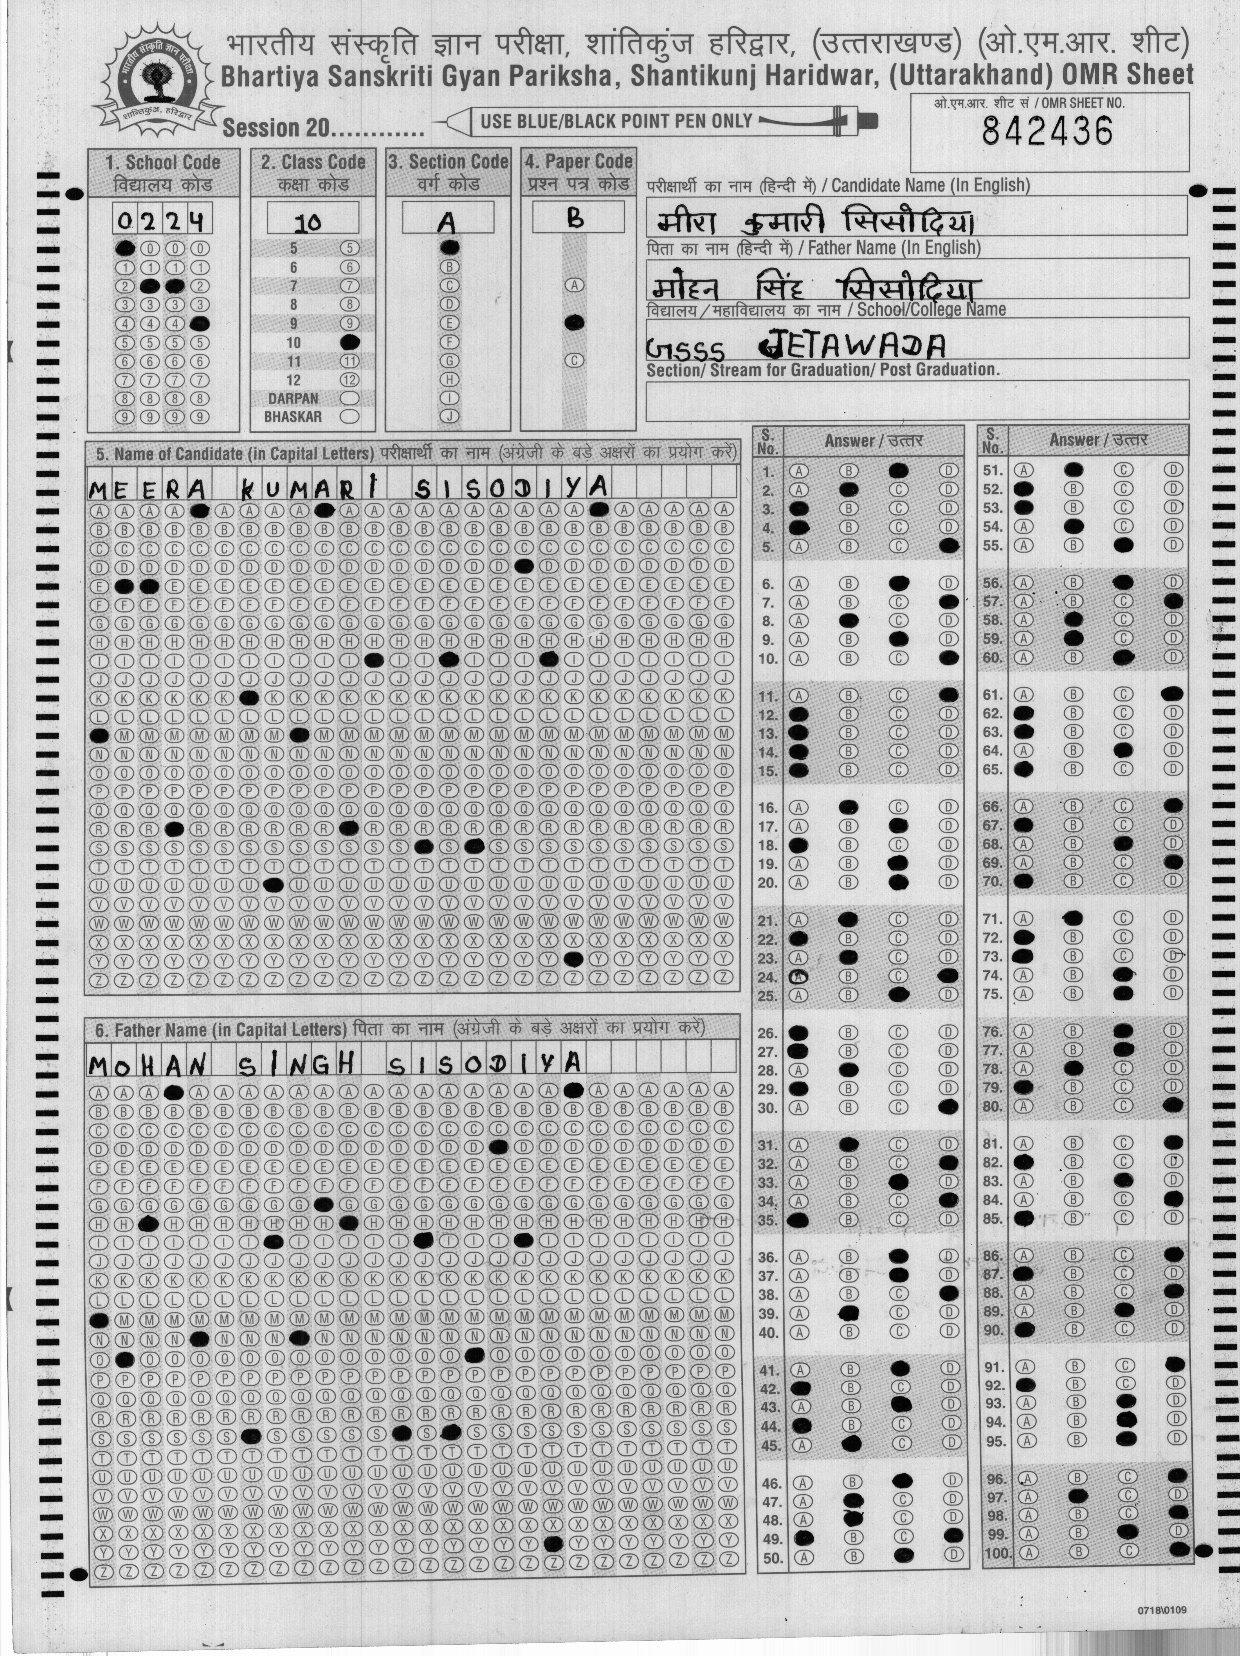 भारतीय संस्कृति ज्ञान परीक्षा, शांतिकुंज हरिद्वार, (उत्तराखण्ड) (ओ.एम.आर. शीट)
Bhartiya Sanskriti Gyan Pariksha, Shantikunj Haridwar, (Uttarakhand) OMR Sheet
Session 20............
USE BLUE/BLACK POINT PEN ONLY
ओ.एम.आर. शीट सं / OMR SHEET NO.
842436
1. School Code
विद्यालय कोड
0224
2. Class Code
कक्षा कोड
10
5
6
7
8
9
10
11
12
DARPAN
BHASKAR
3. Section Code
वर्ग कोड
A
4. Paper Code
प्रश्न पत्र कोड
B
परीक्षार्थी का नाम (हिन्दी में) / Candidate Name (In English)
मीरा कुमारी सिसोदिया
पिता का नाम (हिन्दी में) / Father Name (In English)
मोहन सिंह सिसोदिया
विद्यालय/महाविद्यालय का नाम / School/College Name
GSSS JETAWADA
Section/ Stream for Graduation/ Post Graduation.
5. Name of Candidate (in Capital Letters) परीक्षार्थी का नाम (अंग्रेजी के बड़े अक्षरों का प्रयोग करें)
MEERA KUMARI SISODIYA
6. Father Name (in Capital Letters) पिता का नाम (अंग्रेजी के बड़े अक्षरों का प्रयोग करें)
MOHAN SINGH SISODIYA
S. No. Answer / उत्तर
S. No. Answer / उत्तर
0718\0109